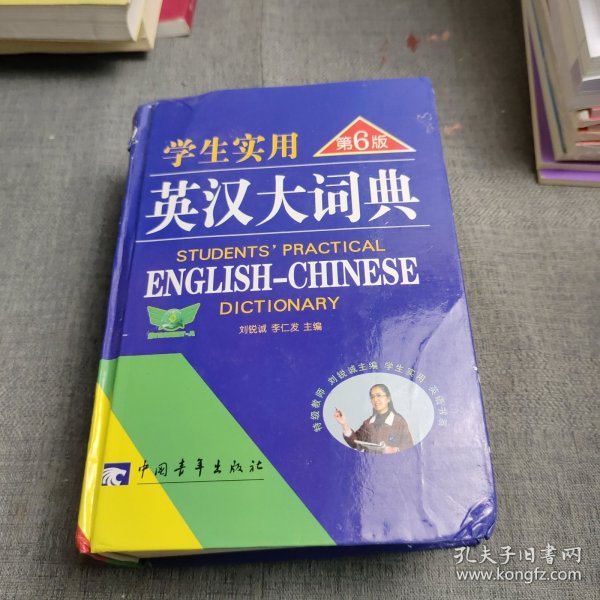 学生实用
第6版
英汉大词典
STUDENTS' PRACTICAL
ENGLISH-CHINESE
DICTIONARY
刘锐诚 李仁发 主编
特级教师 刘锐诚主编 学生实用 英语书系
中国青年出版社
孔夫子旧书网
www.kongfz.com